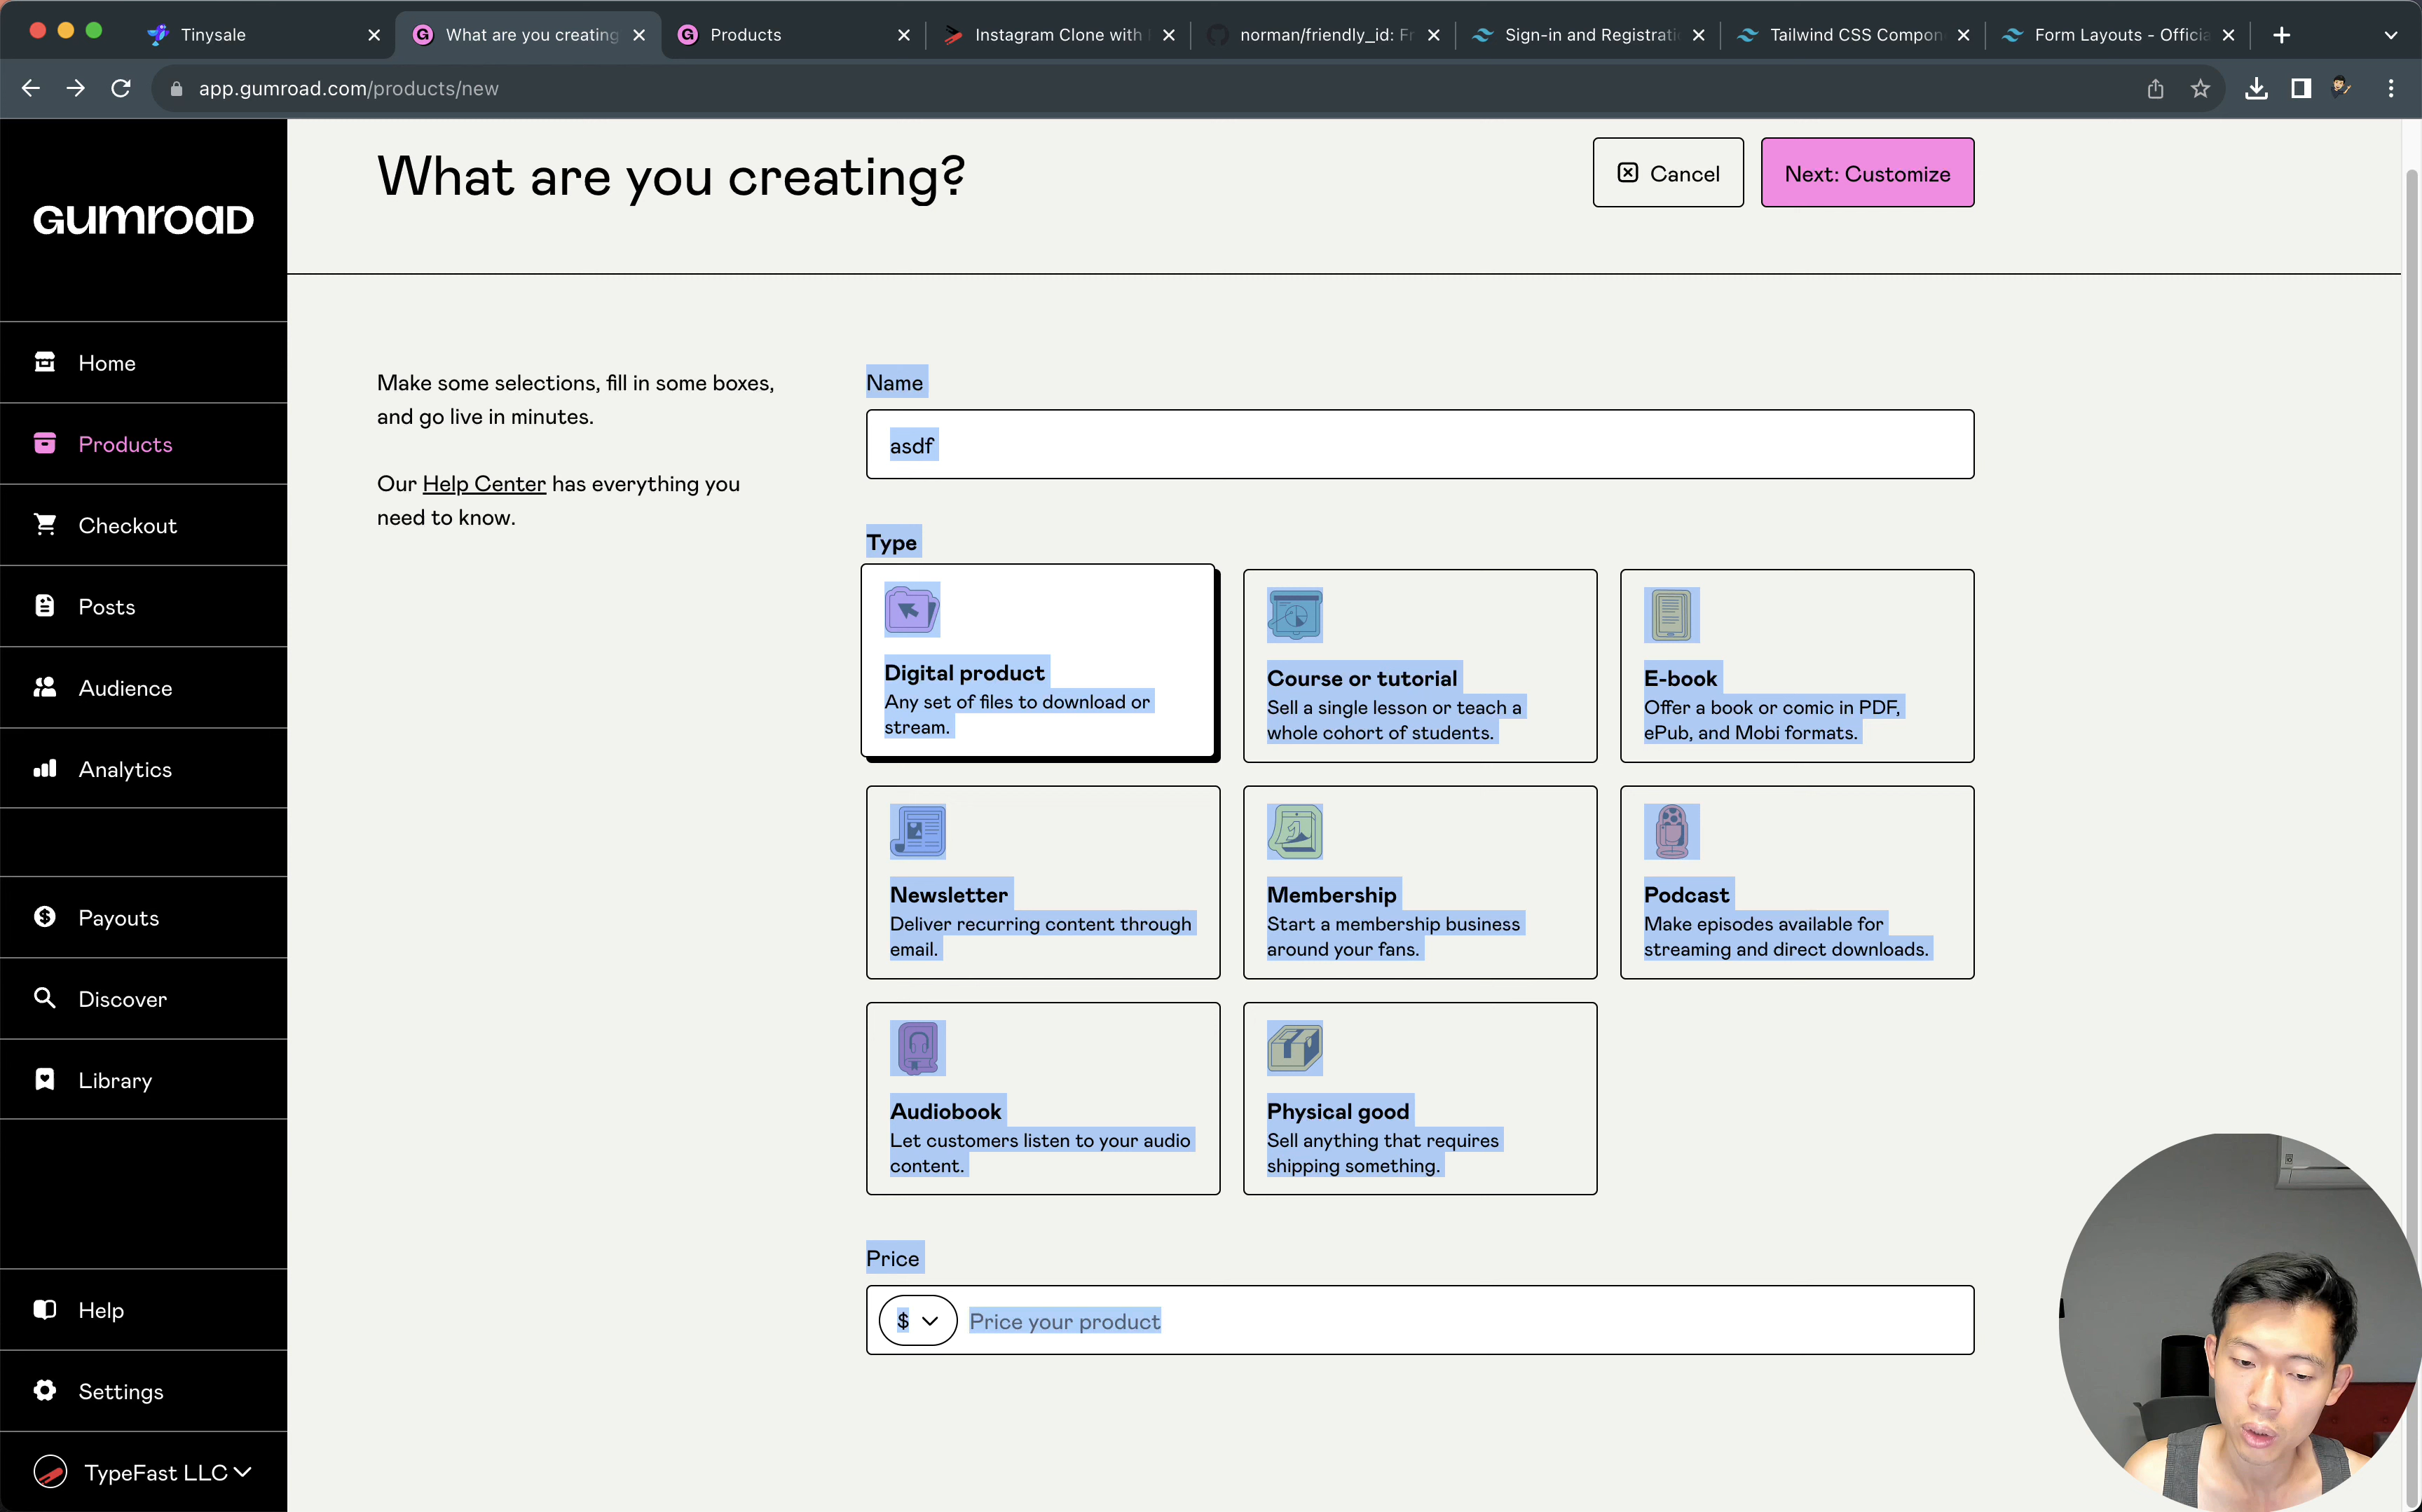 Tinysale
What are you creating
Products
Instagram Clone with
norman/friendly_id: Fr
Sign-in and Registrati
Tailwind CSS Compon
Form Layouts - Officia
app.gumroad.com/products/new
GUMROAD
Home
Products
Checkout
Posts
Audience
Analytics
Payouts
Discover
Library
Help
Settings
TypeFast LLC
What are you creating?
Cancel
Next: Customize
Make some selections, fill in some boxes,
and go live in minutes.
Our Help Center has everything you
need to know.
Name
asdf
Type
Digital product
Any set of files to download or
stream.
Course or tutorial
Sell a single lesson or teach a
whole cohort of students.
E-book
Offer a book or comic in PDF,
ePub, and Mobi formats.
Newsletter
Deliver recurring content through
email.
Membership
Start a membership business
around your fans.
Podcast
Make episodes available for
streaming and direct downloads.
Audiobook
Let customers listen to your audio
content.
Physical good
Sell anything that requires
shipping something.
Price
$ Price your product